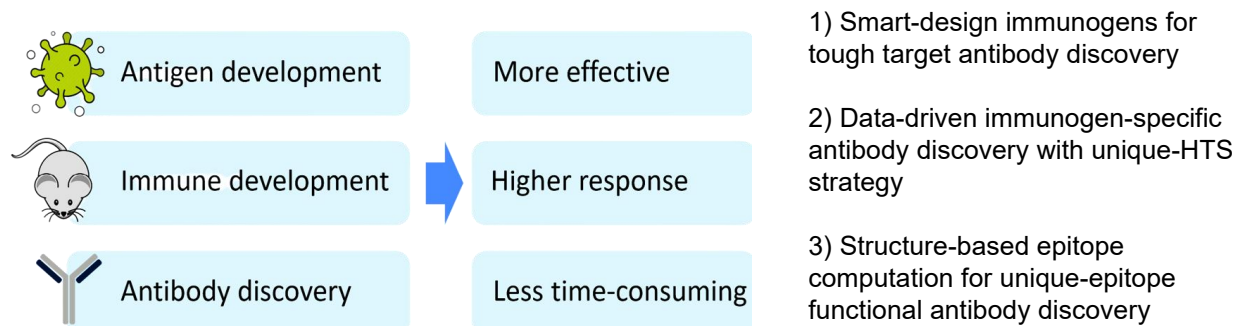 Antigen development
More effective
Immune development
Higher response
Antibody discovery
Less time-consuming
1) Smart-design immunogens for
tough target antibody discovery
2) Data-driven immunogen-specific
antibody discovery with unique-HTS
strategy
3) Structure-based epitope
computation for unique-epitope
functional antibody discovery